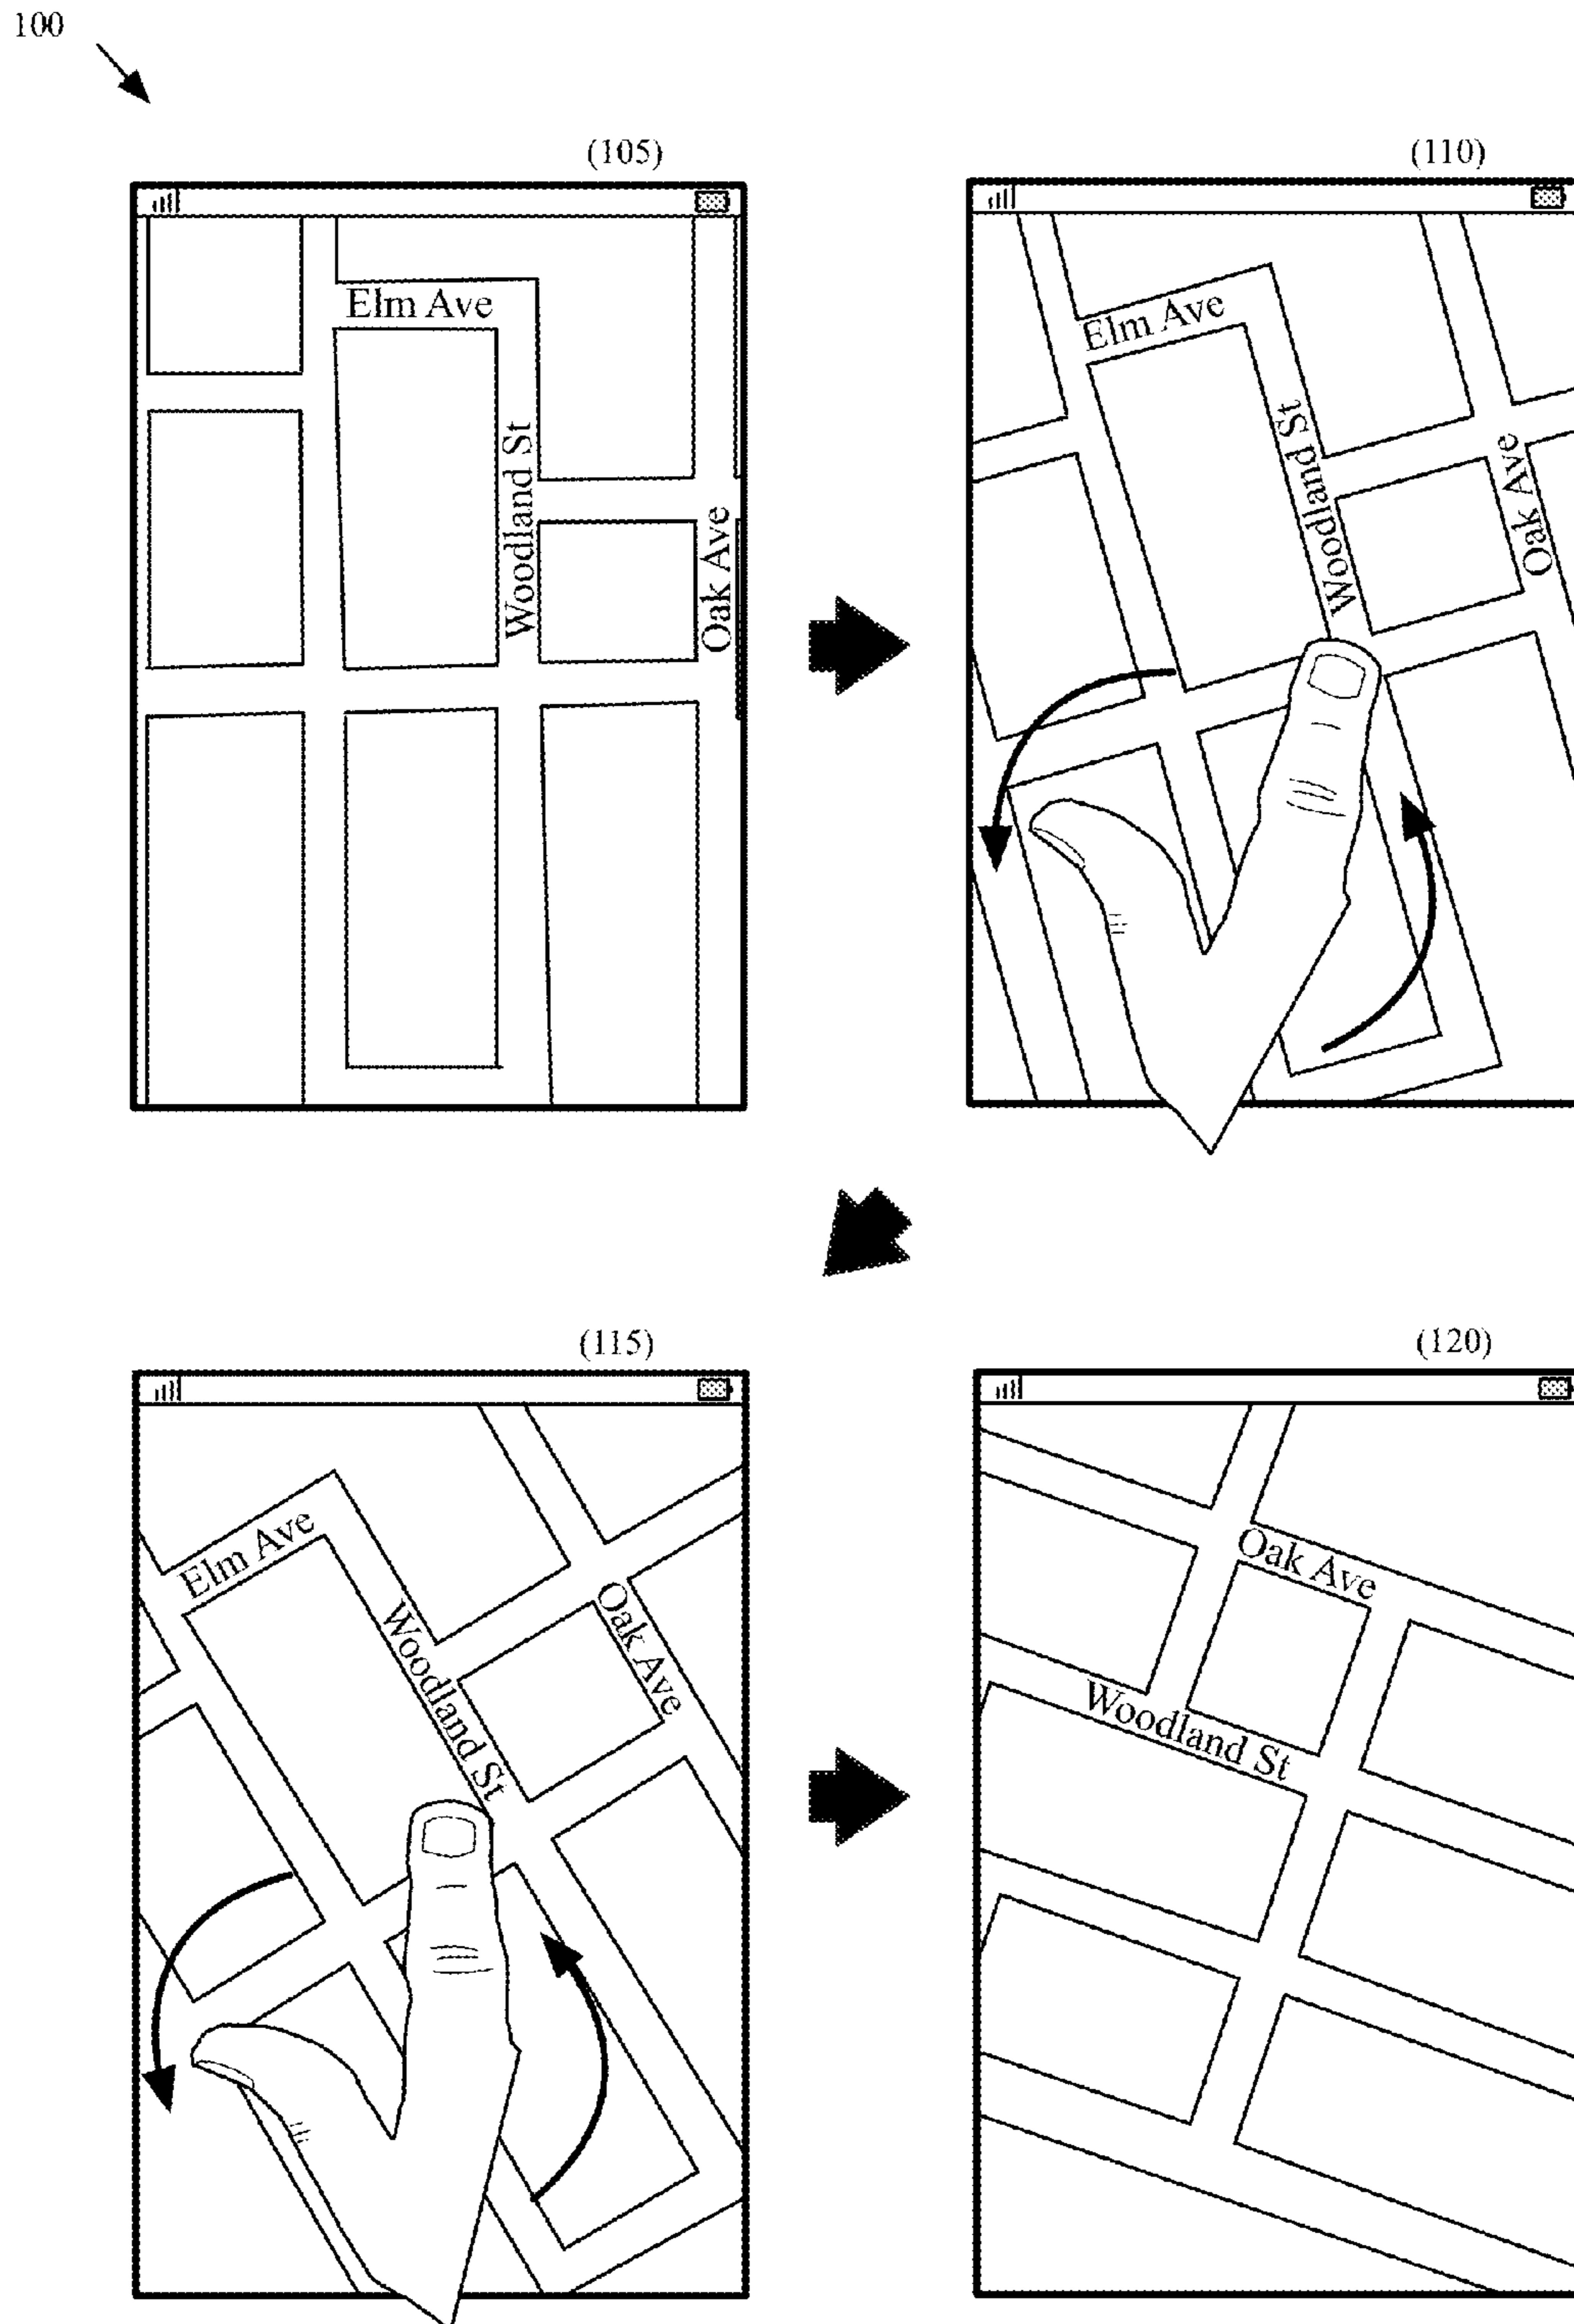 100
(105)
(110)
Elm Ave
Woodland St
Oak Ave
Elm Ave
Woodland St
Oak Ave
(115)
(120)
Elm Ave
Woodland St
Oak Ave
Oak Ave
Woodland St